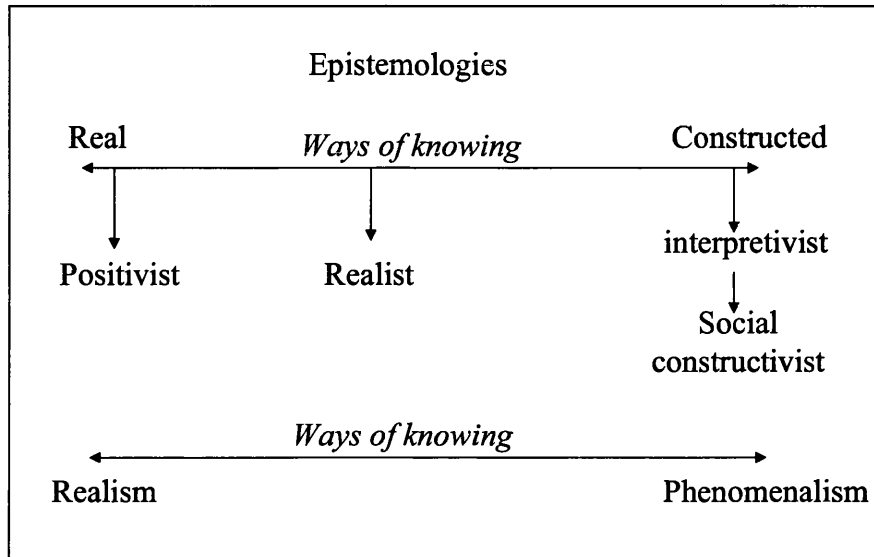 Epistemologies
Real Ways of knowing Constructed
Positivist Realist interpretivist
Social
constructivist
Ways of knowing
Realism Phenomenalism